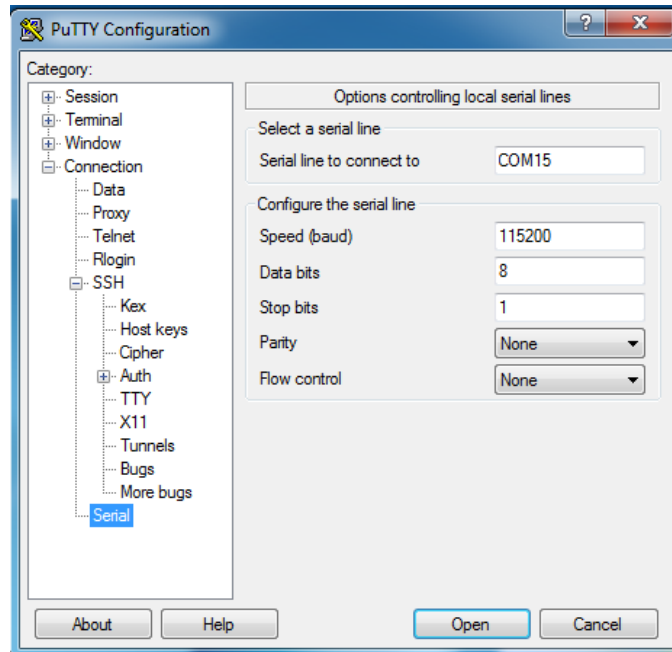 PuTTY Configuration
Category:
Session
Terminal
Window
Connection
Data
Proxy
Telnet
Rlogin
SSH
Kex
Host keys
Cipher
Auth
TTY
X11
Tunnels
Bugs
More bugs
Serial
Options controlling local serial lines
Select a serial line
Serial line to connect to COM15
Configure the serial line
Speed (baud) 115200
Data bits 8
Stop bits 1
Parity None
Flow control None
About Help Open Cancel